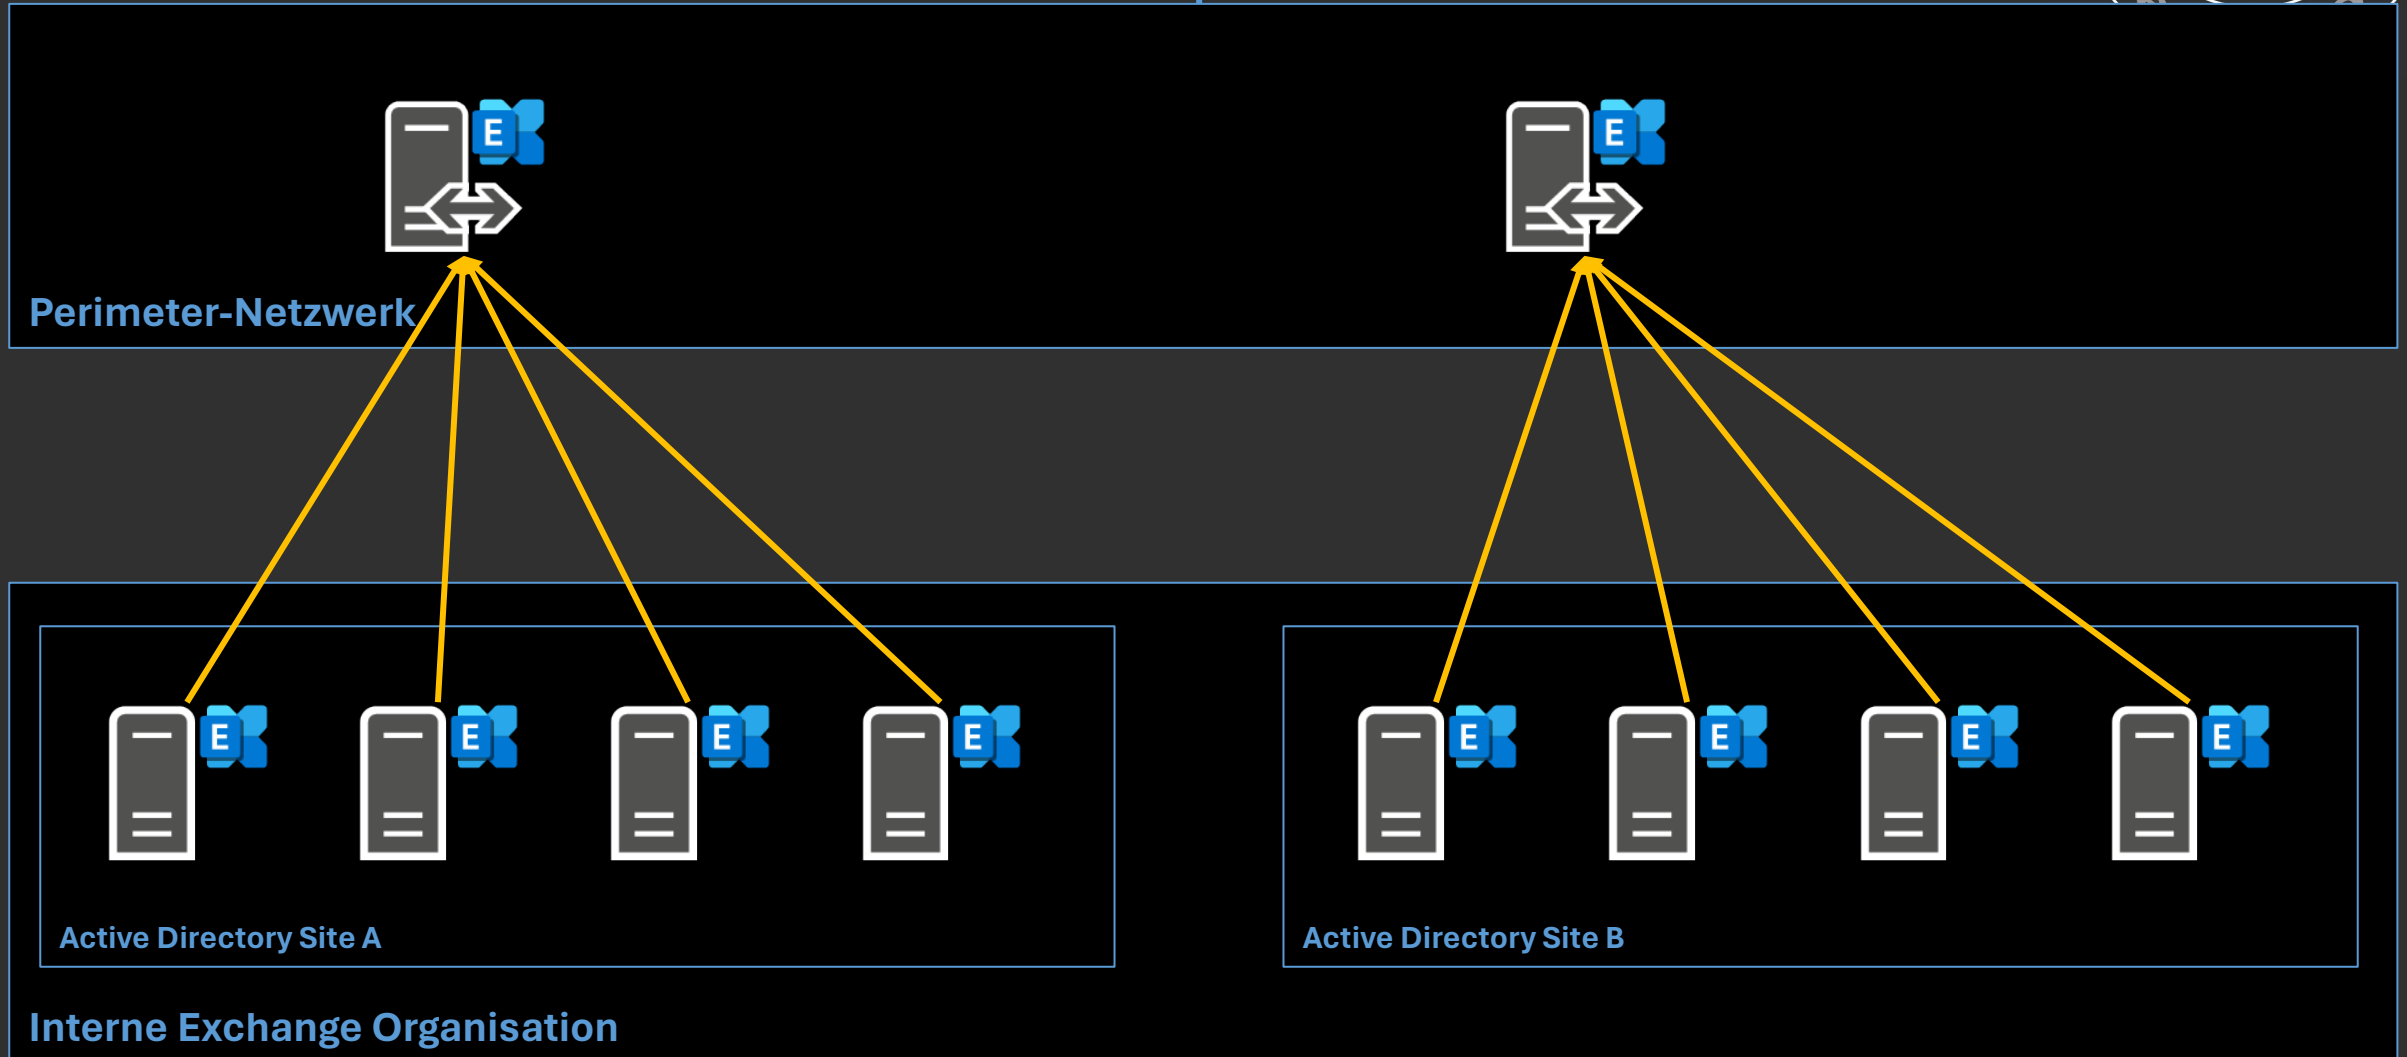 E
E
Perimeter-Netzwerk
E
E
E
E
E
E
E
E
Active Directory Site A
Active Directory Site B
Interne Exchange Organisation